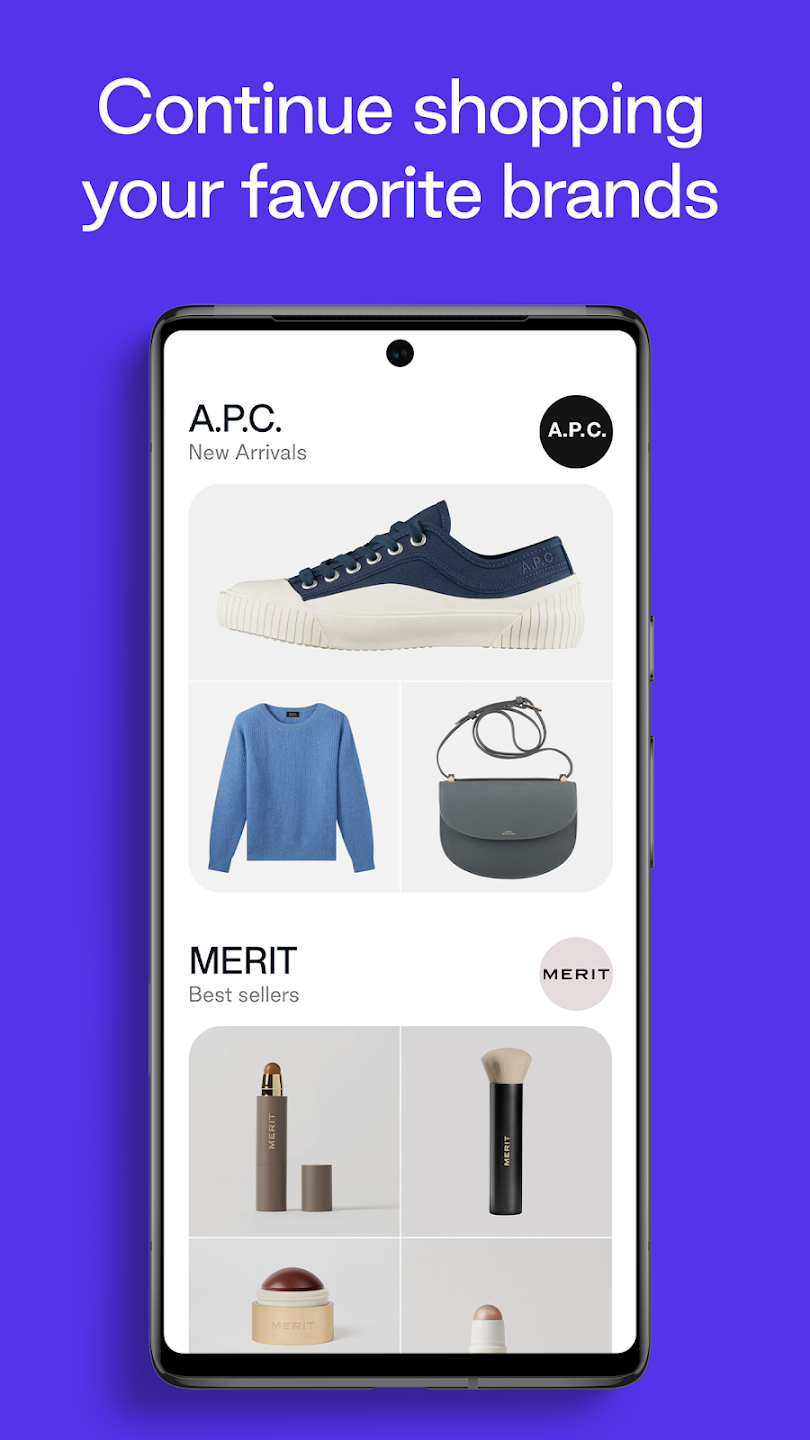 Continue shopping
your favorite brands
A.P.C.
New Arrivals
A.P.C.
A.P.C.
MERIT
Best sellers
MERIT
MERIT
MERIT
MERIT